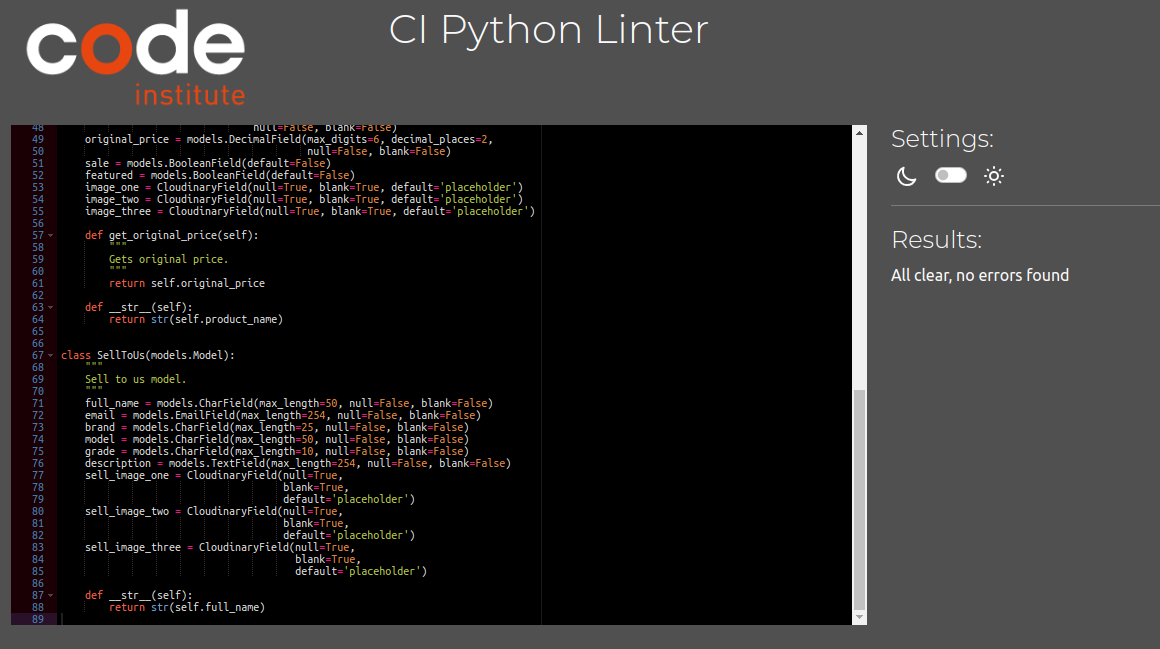 code
institute
CI Python Linter
48 null=False, blank=False)
49 original_price = models.DecimalField(max_digits=6, decimal_places=2,
50 null=False, blank=False)
51 sale = models.BooleanField(default=False)
52 featured = models.BooleanField(default=False)
53 image_one = CloudinaryField(null=True, blank=True, default='placeholder')
54 image_two = CloudinaryField(null=True, blank=True, default='placeholder')
55 image_three = CloudinaryField(null=True, blank=True, default='placeholder')
56
57 def get_original_price(self):
58 """
59 Gets original price.
60 """
61 return self.original_price
62
63 def __str__(self):
64 return str(self.product_name)
65
66
67 class SellToUs(models.Model):
68 """
69 Sell to us model.
70 """
71 full_name = models.CharField(max_length=50, null=False, blank=False)
72 email = models.EmailField(max_length=254, null=False, blank=False)
73 brand = models.CharField(max_length=25, null=False, blank=False)
74 model = models.CharField(max_length=50, null=False, blank=False)
75 grade = models.CharField(max_length=10, null=False, blank=False)
76 description = models.TextField(max_length=254, null=False, blank=False)
77 sell_image_one = CloudinaryField(null=True,
78 blank=True,
79 default='placeholder')
80 sell_image_two = CloudinaryField(null=True,
81 blank=True,
82 default='placeholder')
83 sell_image_three = CloudinaryField(null=True,
84 blank=True,
85 default='placeholder')
86
87 def __str__(self):
88 return str(self.full_name)
89
Settings:
Results:
All clear, no errors found